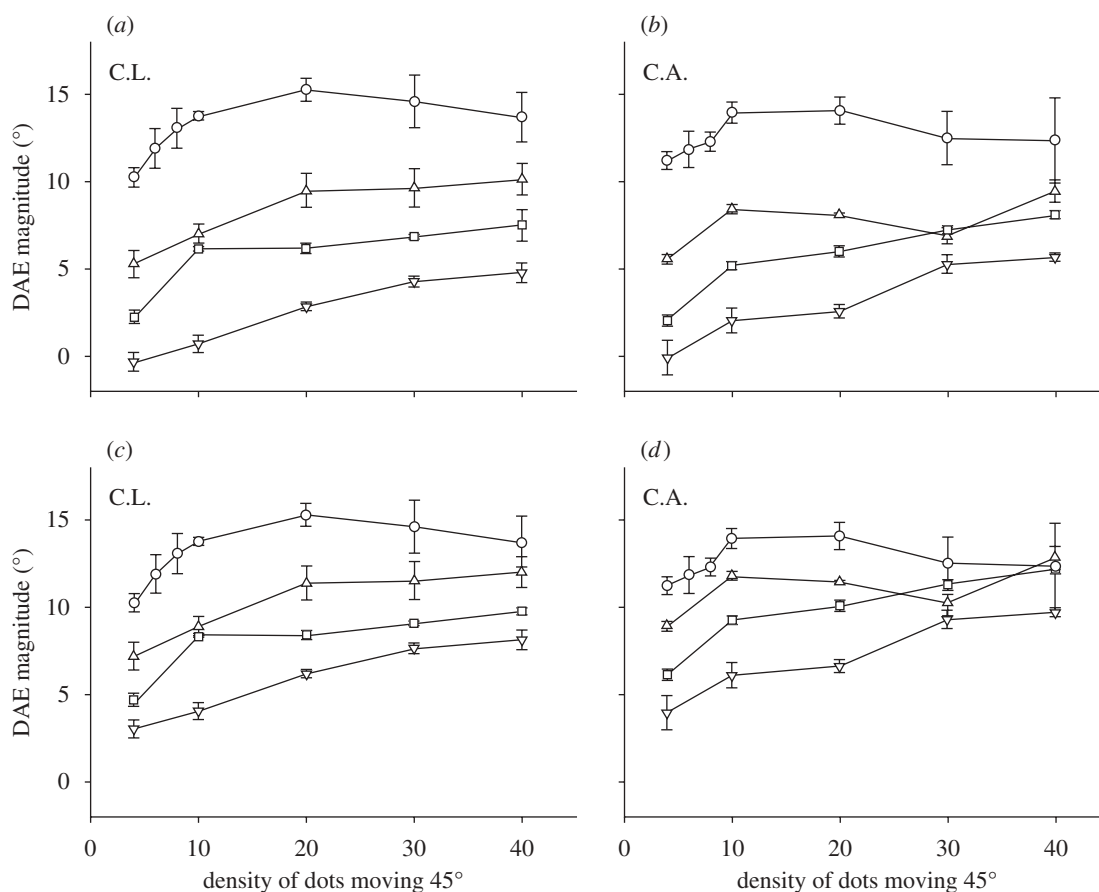 (a)
(b)
C.L.
C.A.
15
10
5
0
DAE magnitude (°)
(c)
(d)
C.L.
C.A.
15
10
5
0
DAE magnitude (°)
0 10 20 30 40
0 10 20 30 40
density of dots moving 45°
density of dots moving 45°